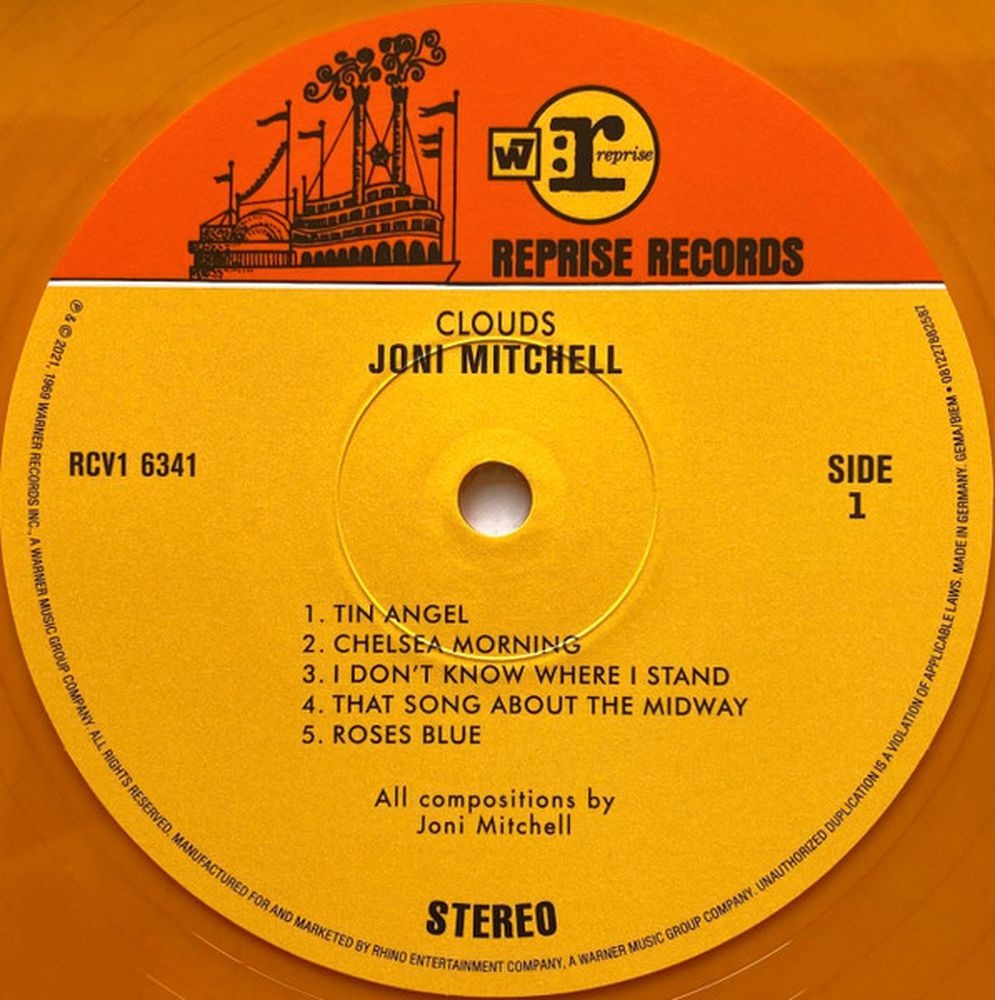 W r reprise
REPRISE RECORDS
CLOUDS
JONI MITCHELL
RCV1 6341
SIDE
1
1. TIN ANGEL
2. CHELSEA MORNING
3. I DON'T KNOW WHERE I STAND
4. THAT SONG ABOUT THE MIDWAY
5. ROSES BLUE
All compositions by
Joni Mitchell
STEREO
℗ & © 2021, 1969 WARNER RECORDS INC., A WARNER MUSIC GROUP COMPANY. ALL RIGHTS RESERVED. MANUFACTURED FOR AND MARKETED BY RHINO ENTERTAINMENT COMPANY, A WARNER MUSIC GROUP COMPANY. UNAUTHORIZED DUPLICATION IS A VIOLATION OF APPLICABLE LAWS. MADE IN GERMANY. GEMA/BIEM • 081227882587